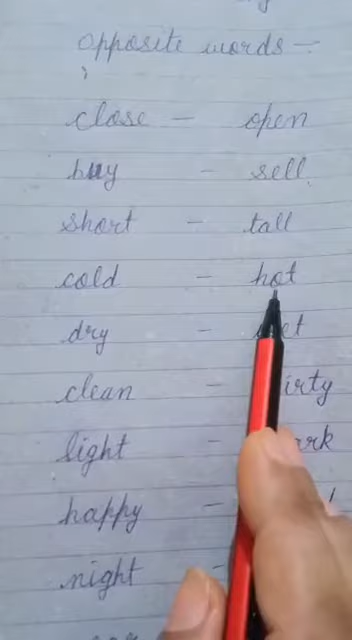 opposite words —
close — open
buy - sell
short - tall
cold - hot
dry -
clean -
light -
happy -
night -